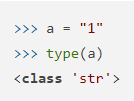 >>> a = "1"
>>> type(a)
<class 'str'>